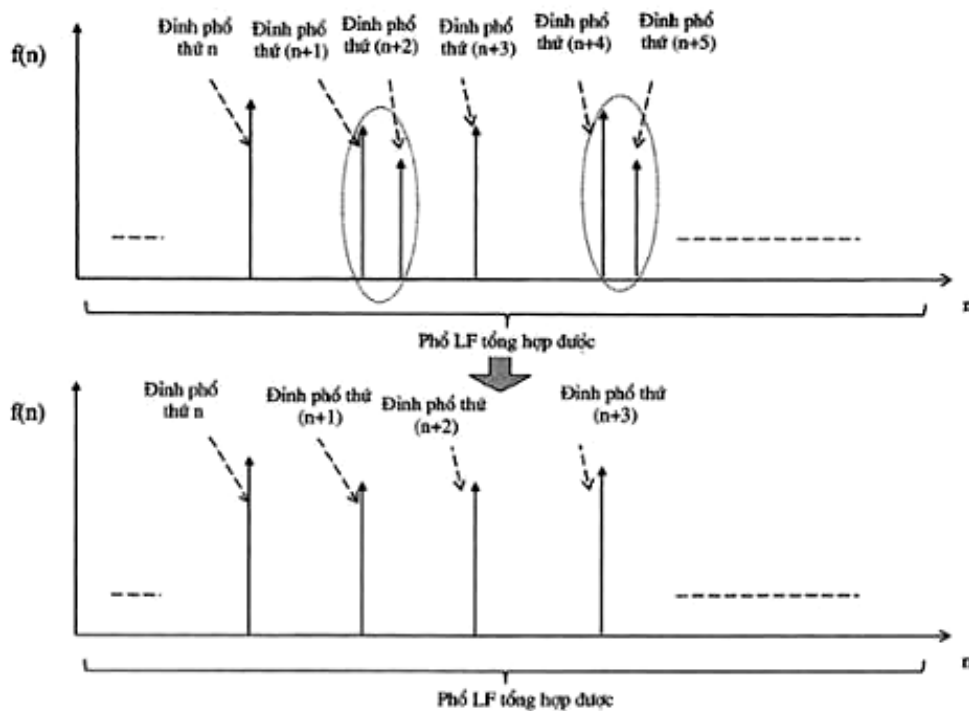 Đỉnh phổ
thứ n
Đỉnh phổ
thứ (n+1)
Đỉnh phổ
thứ (n+2)
Đỉnh phổ
thứ (n+3)
Đỉnh phổ
thứ (n+4)
Đỉnh phổ
thứ (n+5)
f(n)
n
Phổ LF tổng hợp được
Đỉnh phổ
thứ n
Đỉnh phổ thứ
(n+1)
Đỉnh phổ thứ
(n+2)
Đỉnh phổ thứ
(n+3)
f(n)
n
Phổ LF tổng hợp được